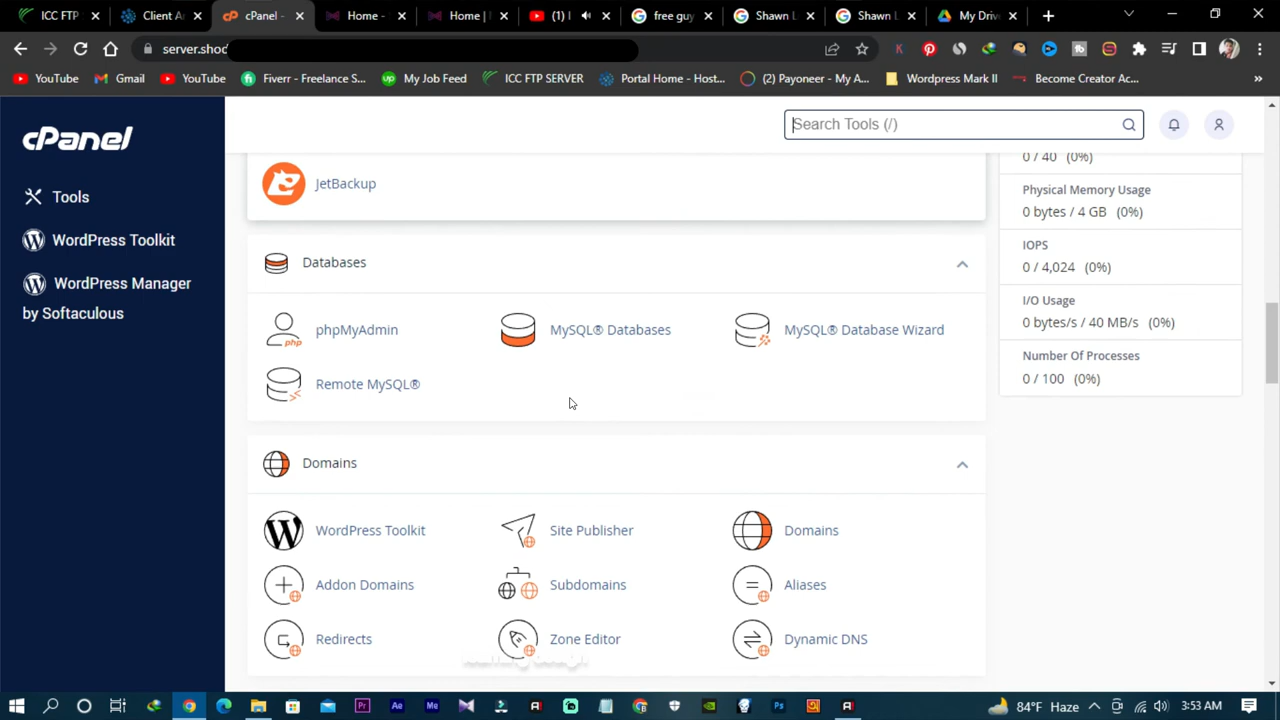 ICC FTP
Client Ar
cPanel -
Home -
Home |
(1)
free guy
Shawn L
Shawn L
My Drive
server.shod
YouTube
Gmail
YouTube
Fiverr - Freelance S...
My Job Feed
ICC FTP SERVER
Portal Home - Host...
(2) Payoneer - My A...
Wordpress Mark II
Become Creator Ac...
»
cPanel
Search Tools (/)
Tools
WordPress Toolkit
WordPress Manager
by Softaculous
JetBackup
Databases
phpMyAdmin
MySQL® Databases
MySQL® Database Wizard
Remote MySQL®
Domains
WordPress Toolkit
Site Publisher
Domains
Addon Domains
Subdomains
Aliases
Redirects
Zone Editor
Dynamic DNS
0 / 40 (0%)
Physical Memory Usage
0 bytes / 4 GB (0%)
IOPS
0 / 4,024 (0%)
I/O Usage
0 bytes/s / 40 MB/s (0%)
Number Of Processes
0 / 100 (0%)
84°F Haze
3:53 AM